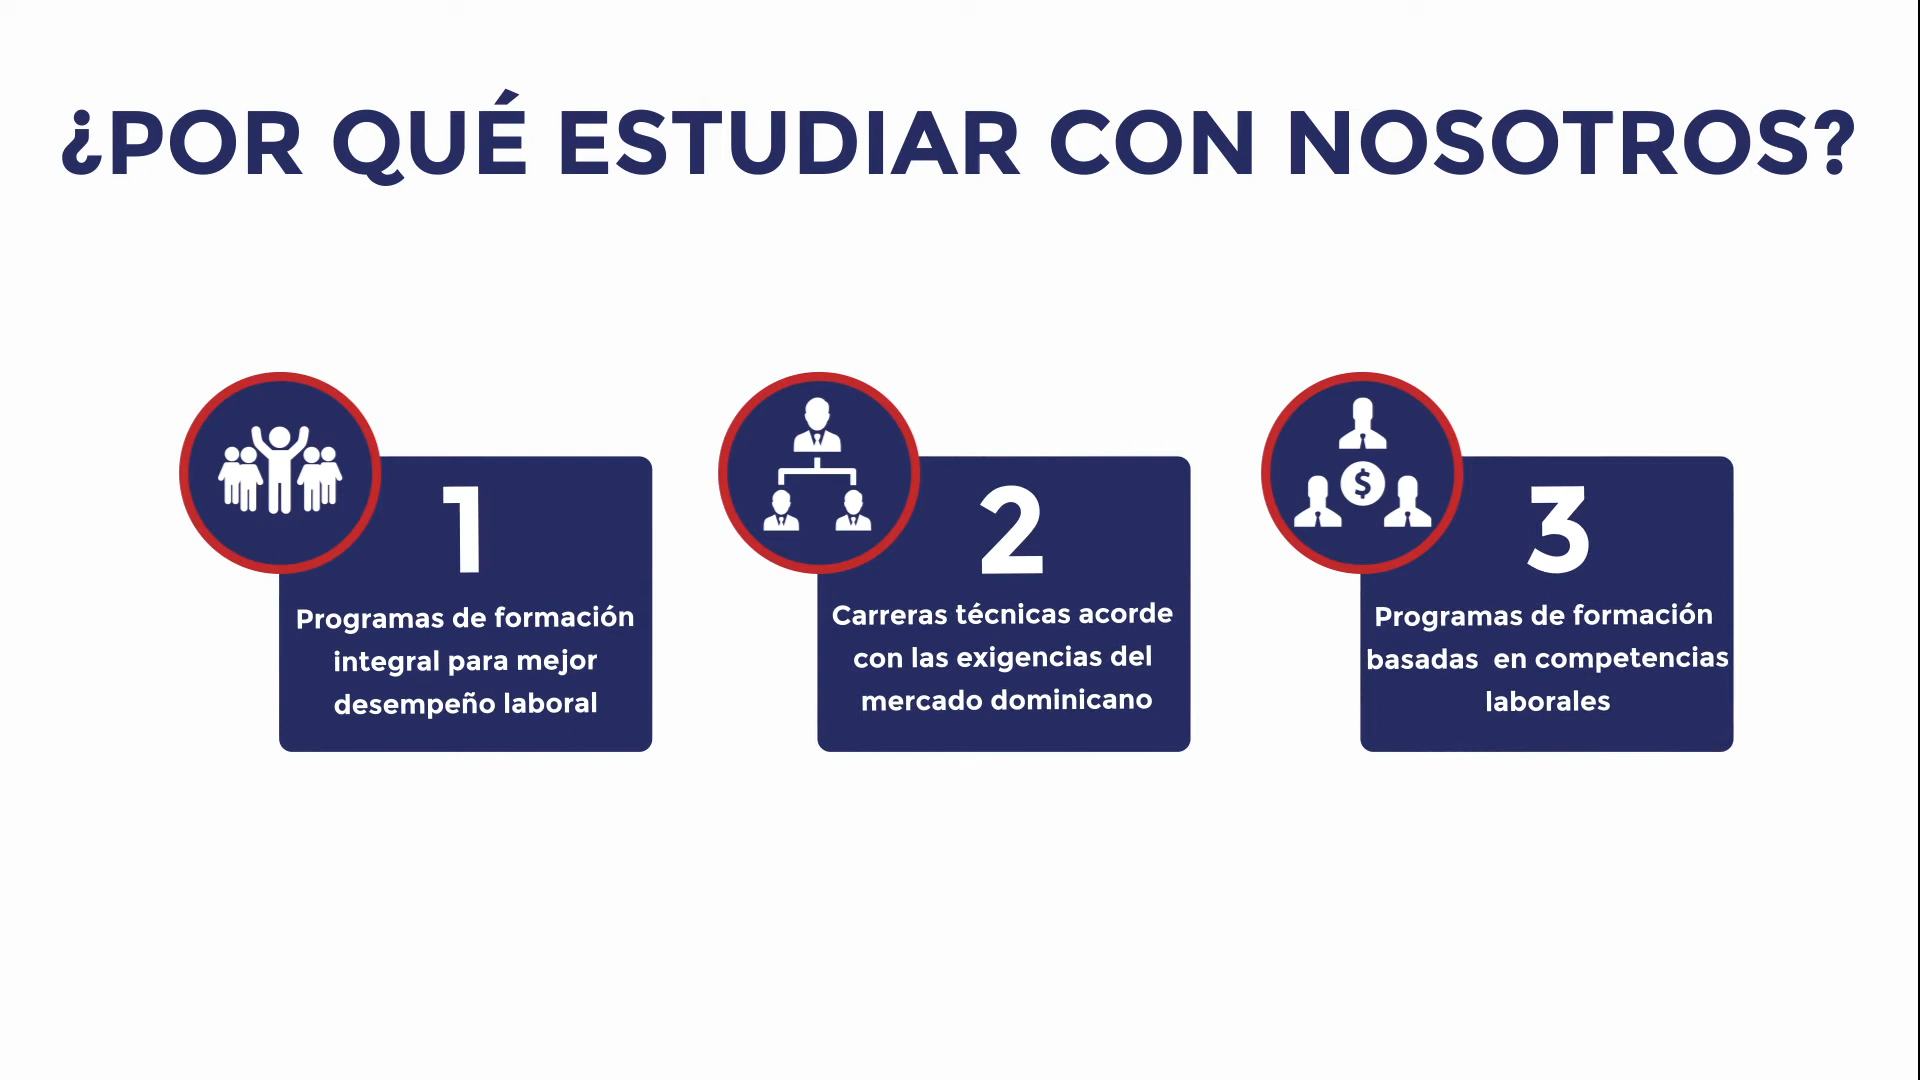 ¿POR QUÉ ESTUDIAR CON NOSOTROS?
1
Programas de formación
integral para mejor
desempeño laboral
2
Carreras técnicas acorde
con las exigencias del
mercado dominicano
$
3
Programas de formación
basadas  en competencias
laborales